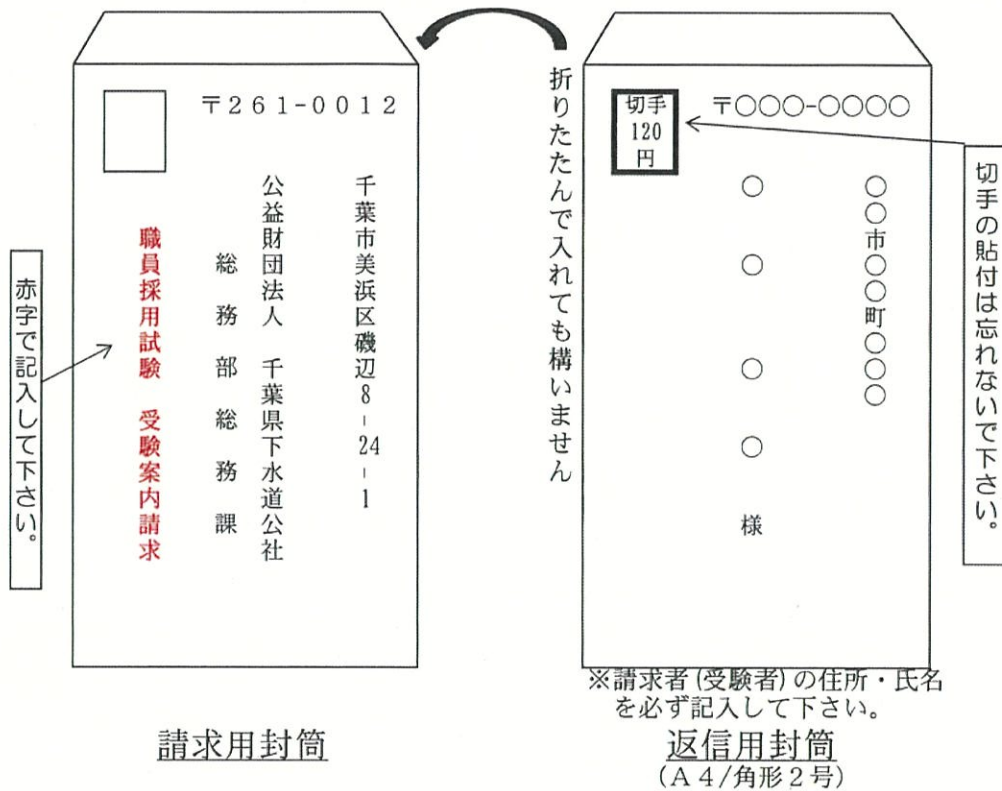 〒261-0012
千葉市美浜区磯辺8-24-1
公益財団法人 千葉県下水道公社
総務部総務課
職員採用試験 受験案内請求
赤字で記入して下さい。
請求用封筒
折りたたんで入れても構いません
切手
120
円
〒○○○-○○○○
○○市○○町○○○
○○○○様
切手の貼付は忘れないで下さい。
※請求者(受験者)の住所・氏名
を必ず記入して下さい。
返信用封筒
(A4/角形2号)